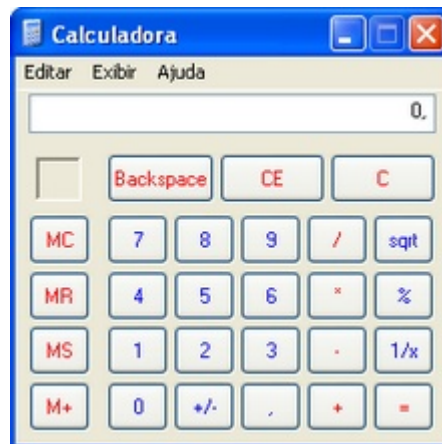 Calculadora
Editar Exibir Ajuda
0,
Backspace CE C
MC 7 8 9 / sqrt
MR 4 5 6 * %
MS 1 2 3 - 1/x
M+ 0 +/- , + =